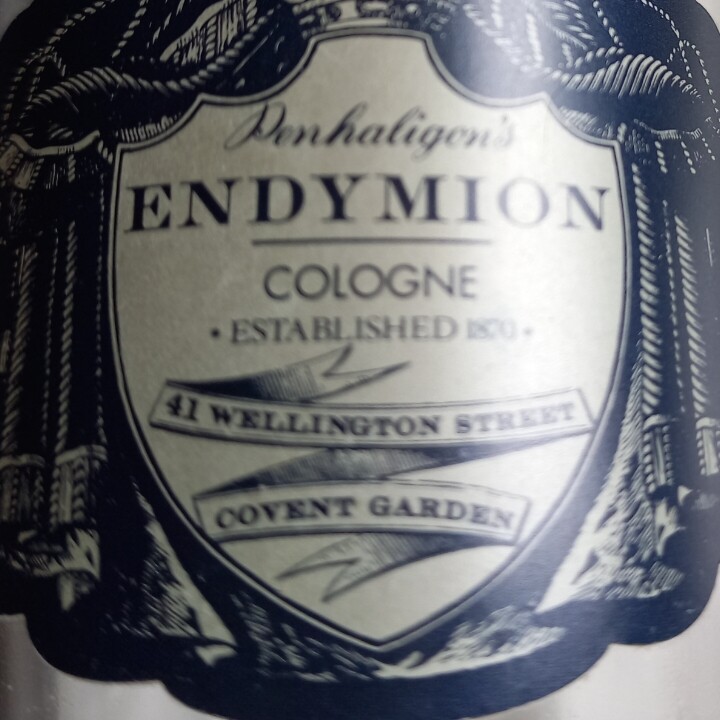 Penhaligon's
ENDYMION
COLOGNE
• ESTABLISHED 1870 •
41 WELLINGTON STREET
COVENT GARDEN